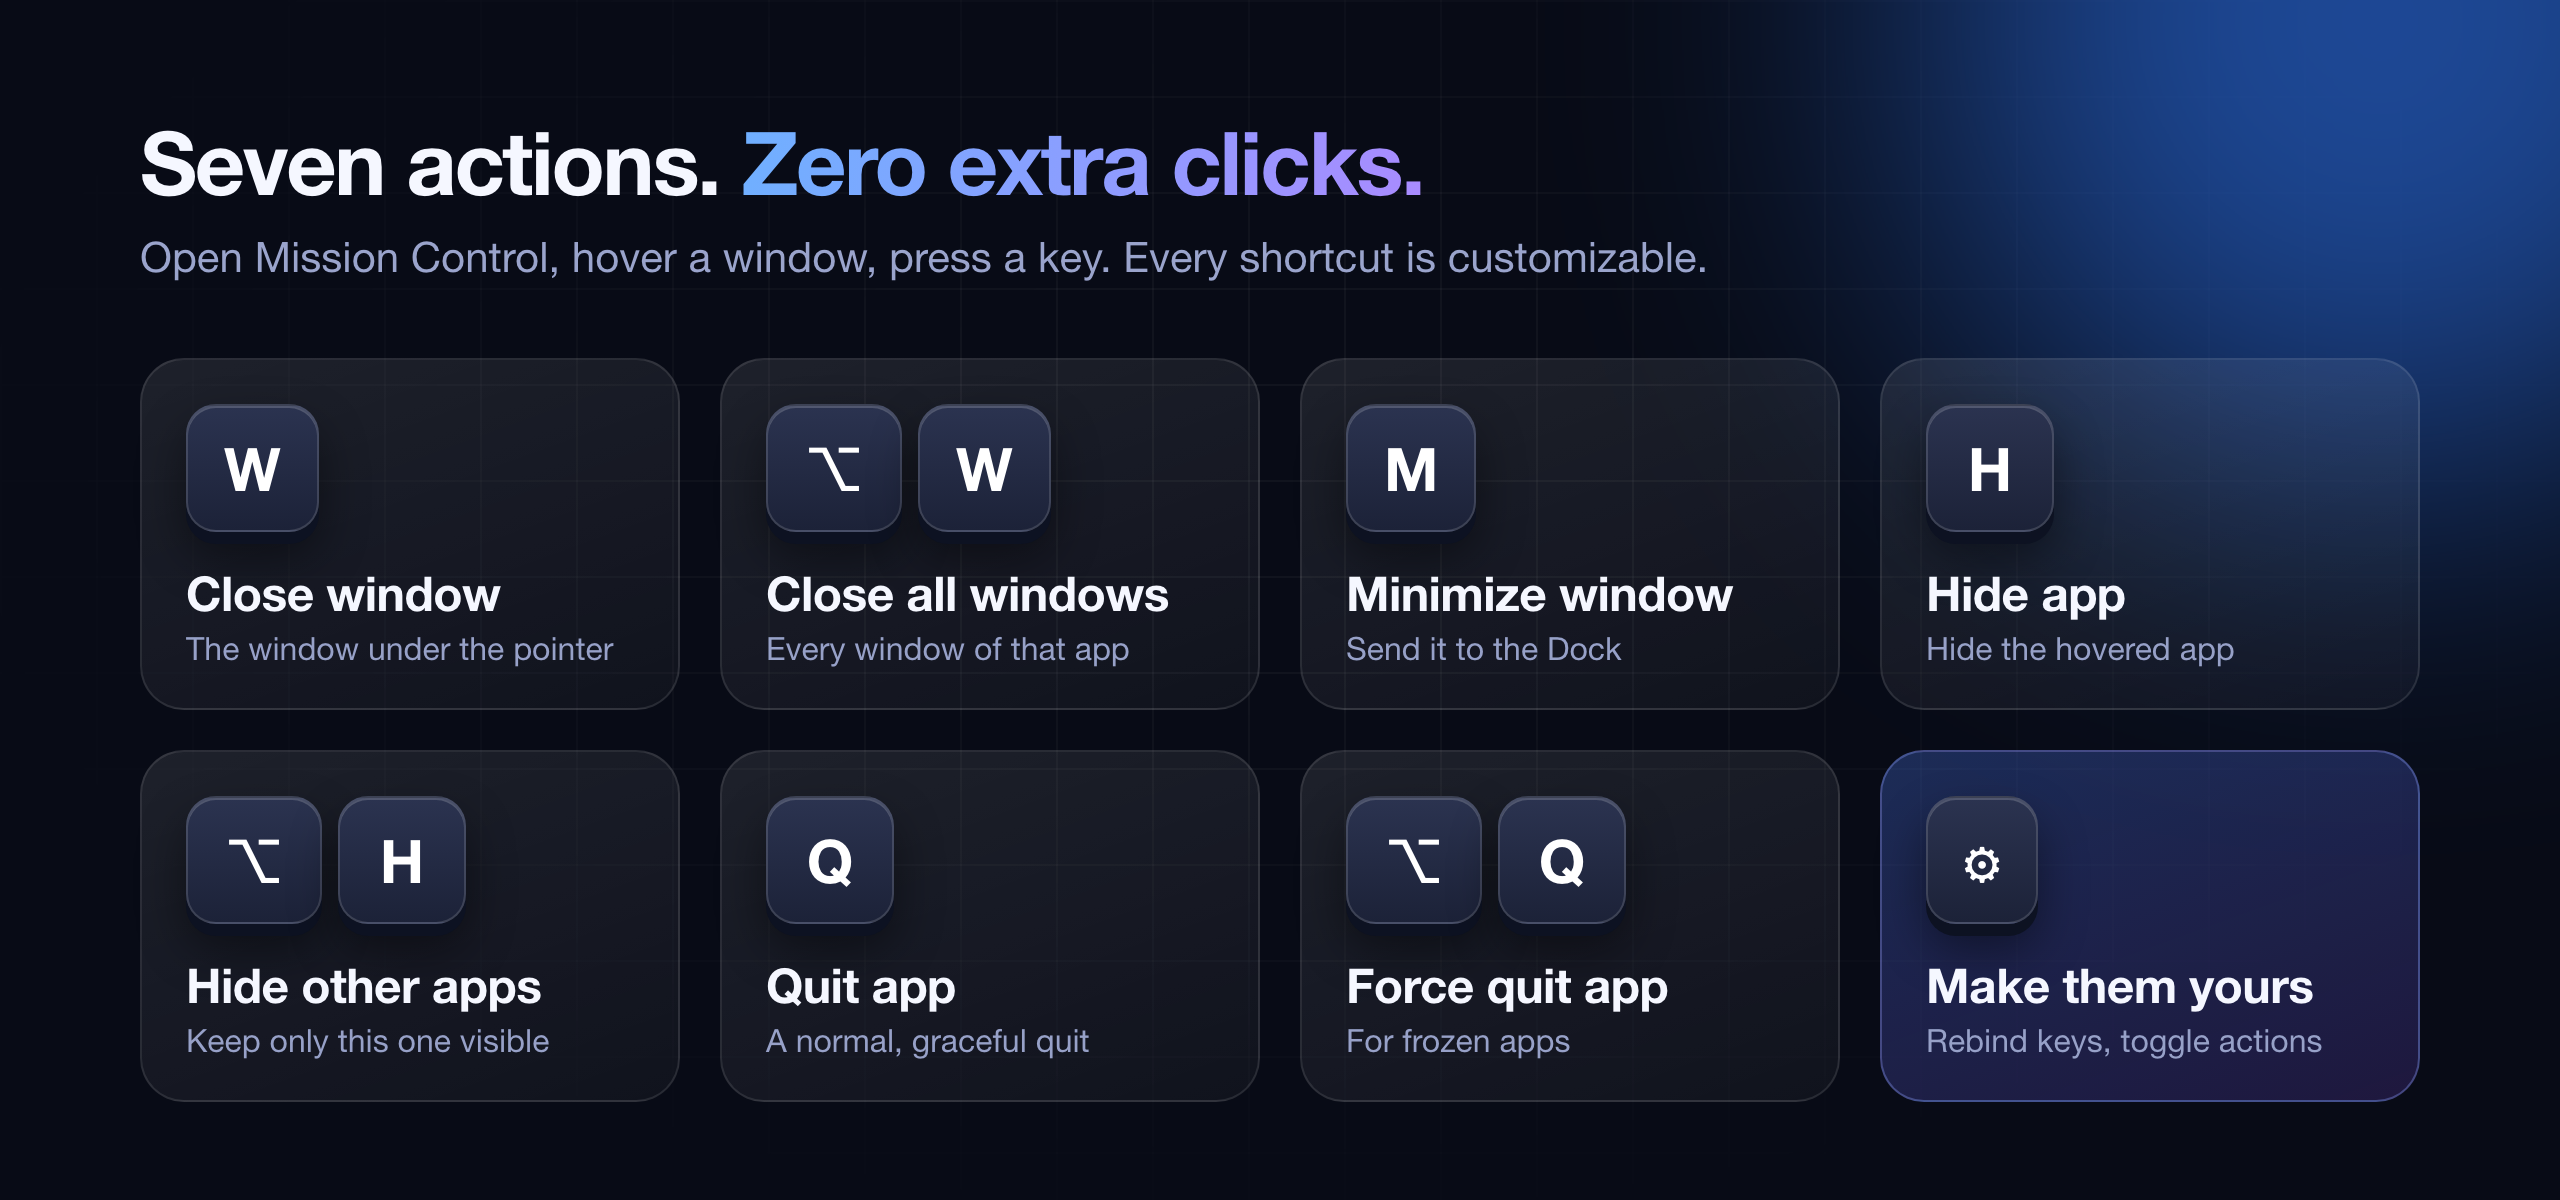 Seven actions. Zero extra clicks.
Open Mission Control, hover a window, press a key. Every shortcut is customizable.
W
Close window
The window under the pointer
⌥ W
Close all windows
Every window of that app
M
Minimize window
Send it to the Dock
H
Hide app
Hide the hovered app
⌥ H
Hide other apps
Keep only this one visible
Q
Quit app
A normal, graceful quit
⌥ Q
Force quit app
For frozen apps
⚙
Make them yours
Rebind keys, toggle actions